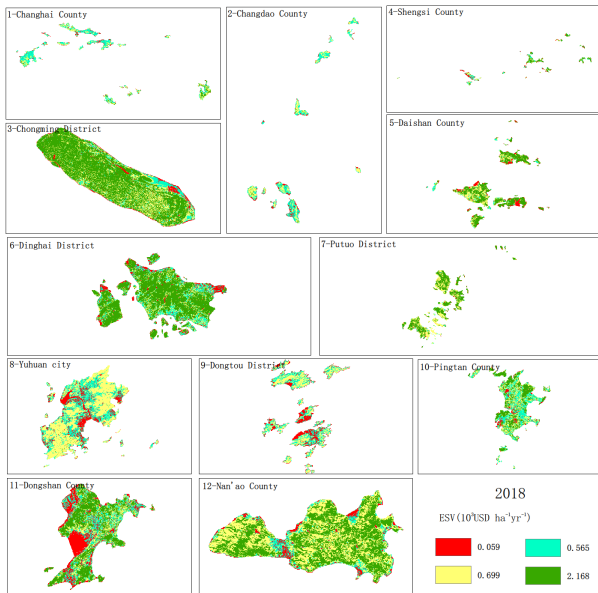 1-Changhai County
2-Changdao County
4-Shengsi County
3-Chongming District
5-Daishan County
6-Dinghai District
7-Putuo District
8-Yuhuan city
9-Dongtou District
10-Pingtan County
11-Dongshan County
12-Nan'ao County
2018
ESV(10⁶USD ha⁻¹yr⁻¹)
0.059
0.565
0.699
2.168